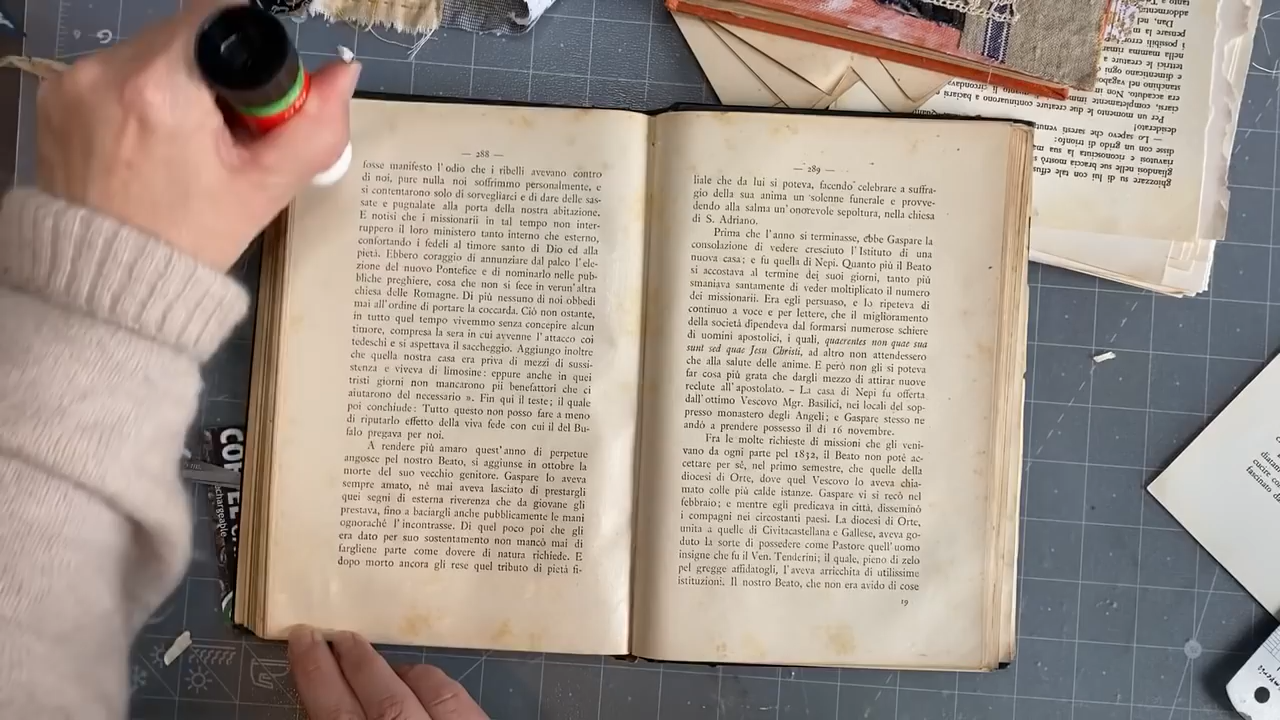 — 288 —
fosse manifesto l'odio che i ribelli avevano contro
di noi, pure nulla noi soffrimmo personalmente, e
si contentarono solo di sorvegliarci e di dare delle sas-
sate e pugnalate alla porta della nostra abitazione.
E notisi che i missionarii in tal tempo non inter-
ruppero il loro ministero tanto interno che esterno,
confortando i fedeli al timore santo di Dio ed alla
pietà. Ebbero coraggio di annunziare dal palco l'ele-
zione del nuovo Pontefice e di nominarlo nelle pub-
bliche preghiere, cosa che non si fece in verun'altra
chiesa delle Romagne. Di più nessuno di noi obbedì
mai all'ordine di portare la coccarda. Ciò non ostante,
in tutto quel tempo vivemmo senza concepire alcun
timore, compresa la sera in cui avvenne l'attacco coi
tedeschi e si aspettava il saccheggio. Aggiungo inoltre
che quella nostra casa era priva di mezzi di sussi-
stenza e viveva di limosine: eppure anche in quei
tristi giorni non mancarono pii benefattori che ci
aiutarono del necessario ». Fin qui il teste; il quale
poi conchiude: Tutto questo non posso fare a meno
di riputarlo effetto della viva fede con cui il del Bu-
falo pregava per noi.
A rendere più amaro quest'anno di perpetue
angosce pel nostro Beato, si aggiunse in ottobre la
morte del suo vecchio genitore. Gaspare lo aveva
sempre amato, nè mai aveva lasciato di prestargli
quei segni di esterna riverenza che da giovane gli
prestava, fino a baciargli anche pubblicamente le mani
ognorachè l'incontrasse. Di quel poco poi che gli
era dato per suo sostentamento non mancò mai di
fargliene parte come dovere di natura richiede. E
dopo morto ancora gli rese quel tributo di pietà fi-
— 289 —
liale che da lui si poteva, facendo celebrare a suffra-
gio della sua anima un solenne funerale e provve-
dendo alla salma un'onorevole sepoltura, nella chiesa
di S. Adriano.
Prima che l'anno si terminasse, ebbe Gaspare la
consolazione di vedere cresciuto l'Istituto di una
nuova casa; e fu quella di Nepi. Quanto più il Beato
si accostava al termine dei suoi giorni, tanto più
smaniava santamente di veder moltiplicato il numero
dei missionarii. Era egli persuaso, e lo ripeteva di
continuo a voce e per lettere, che il miglioramento
della società dipendeva dal formarsi numerose schiere
di uomini apostolici, i quali, quaerentes non quae sua
sunt sed quae Jesu Christi, ad altro non attendessero
che alla salute delle anime. E però non gli si poteva
far cosa più grata che dargli mezzo di attirar nuove
reclute all'apostolato. - La casa di Nepi fu offerta
dall'ottimo Vescovo Mgr. Basilici, nei locali del sop-
presso monastero degli Angeli; e Gaspare stesso ne
andò a prendere possesso il dì 16 novembre.
Fra le molte richieste di missioni che gli veni-
vano da ogni parte pel 1832, il Beato non potè ac-
cettare per sè, nel primo semestre, che quelle della
diocesi di Orte, dove quel Vescovo lo aveva chia-
mato colle più calde istanze. Gaspare vi si recò nel
febbraio; e mentre egli predicava in città, disseminò
i compagni nei circostanti paesi. La diocesi di Orte,
unita a quelle di Civitacastellana e Gallese, aveva go-
duto la sorte di possedere come Pastore quell'uomo
insigne che fu il Ven. Tenderini; il quale, pieno di zelo
pel gregge affidatogli, l'aveva arricchita di utilissime
istituzioni. Il nostro Beato, che non era avido di cose
19